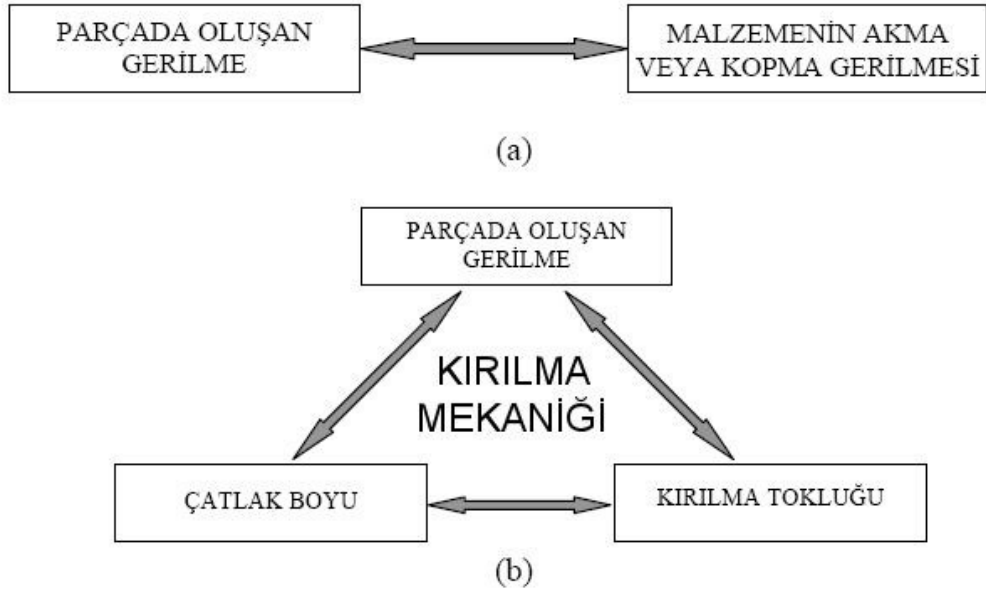 PARÇADA OLUŞAN
GERİLME
MALZEMENİN AKMA
VEYA KOPMA GERİLMESİ
(a)
PARÇADA OLUŞAN
GERİLME
KIRILMA
MEKANİĞİ
ÇATLAK BOYU
KIRILMA TOKLUĞU
(b)